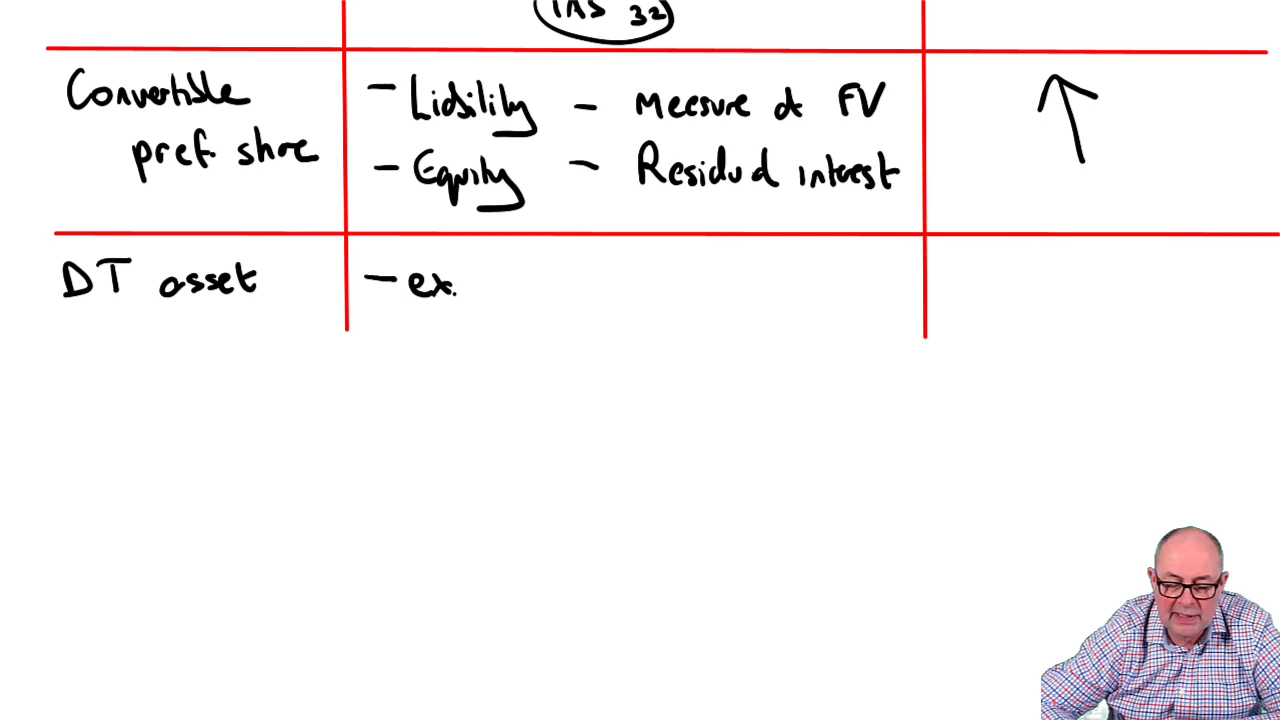 IAS 32
Convertible - Liability - Measure at FV
pref share - Equity - Residual interest
DT asset - ex.